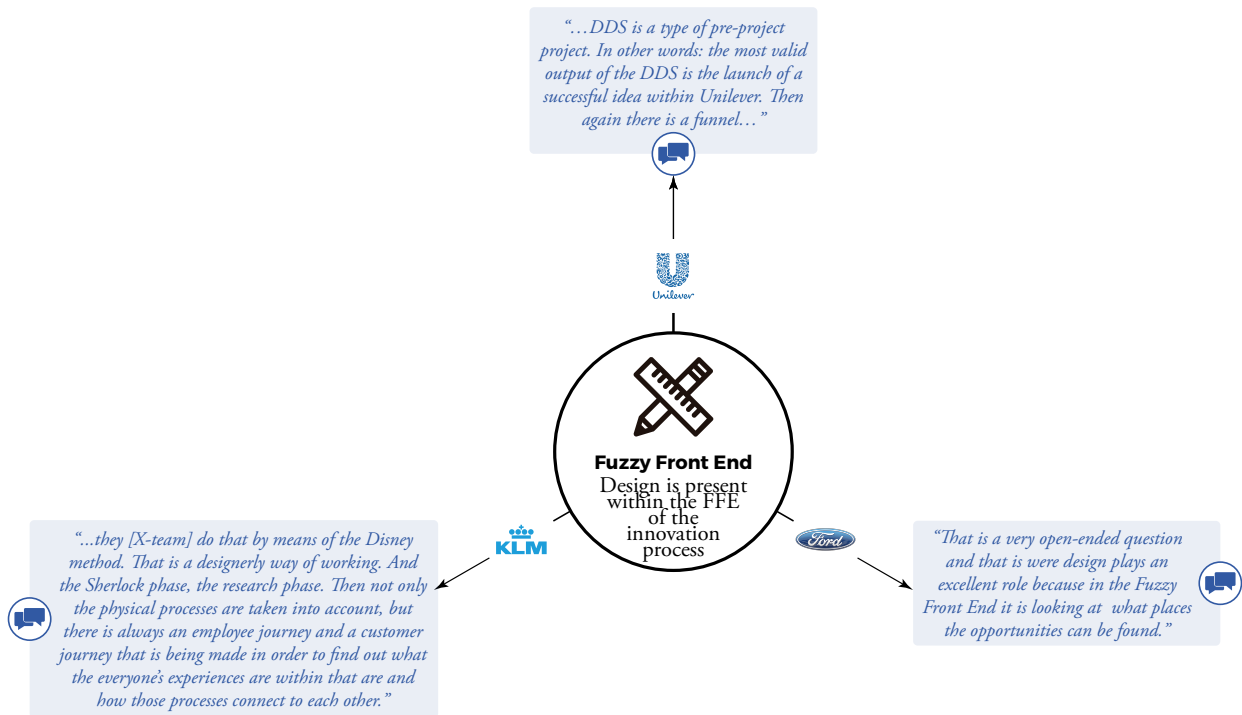 “…DDS is a type of pre-project
project. In other words: the most valid
output of the DDS is the launch of a
successful idea within Unilever. Then
again there is a funnel…”
Unilever
Fuzzy Front End
Design is present
within the FFE
of the
innovation
process
KLM
Ford
“...they [X-team] do that by means of the Disney
method. That is a designerly way of working. And
the Sherlock phase, the research phase. Then not only
the physical processes are taken into account, but
there is always an employee journey and a customer
journey that is being made in order to find out what
the everyone’s experiences are within that are and
how those processes connect to each other.”
“That is a very open-ended question
and that is were design plays an
excellent role because in the Fuzzy
Front End it is looking at what places
the opportunities can be found.”